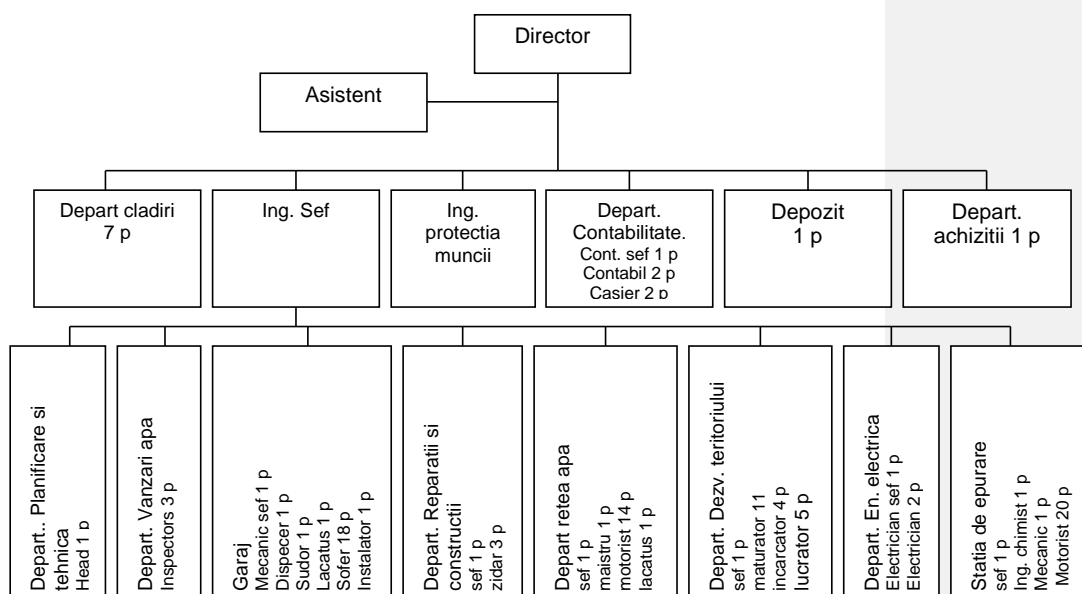 Director
Asistent
Depart cladiri
7 p
Ing. Sef
Ing.
protectia
muncii
Depart.
Contabilitate.
Cont. sef 1 p
Contabil 2 p
Casier 2 p
Depozit
1 p
Depart.
achizitii 1 p
Depart.. Planificare si
tehnica
Head 1 p
Depart. Vanzari apa
Inspectors 3 p
Garaj
Mecanic sef 1 p
Dispecer 1 p
Sudor 1 p
Lacatus 1 p
Sofer 18 p
Instalator 1 p
Depart. Reparatii si
constructii
sef 1 p
zidar 3 p
Depart retea apa
sef 1 p
maistru 1 p
motorist 14 p
lacatus 1 p
Depart. Dezv. teritoriului
sef 1 p
maturator 11
incarcator 4 p
lucrator 5 p
Depart. En. electrica
Electrician sef 1 p
Electrician 2 p
Statia de epurare
sef 1 p
Ing. chimist 1 p
Mecanic 1 p
Motorist 20 p